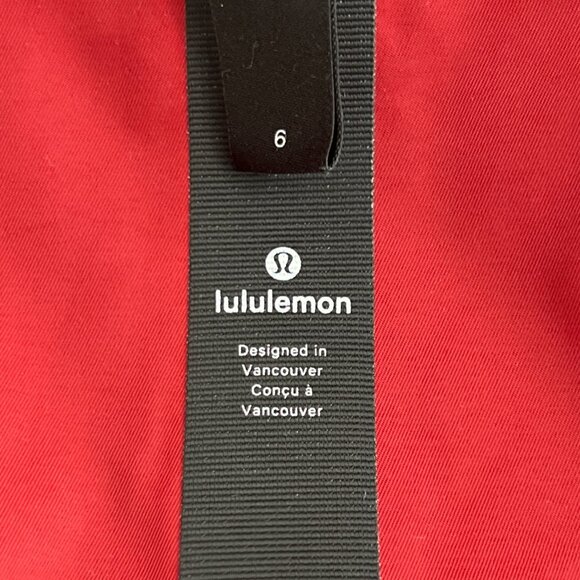 6
lululemon
Designed in
Vancouver
Conçu à
Vancouver